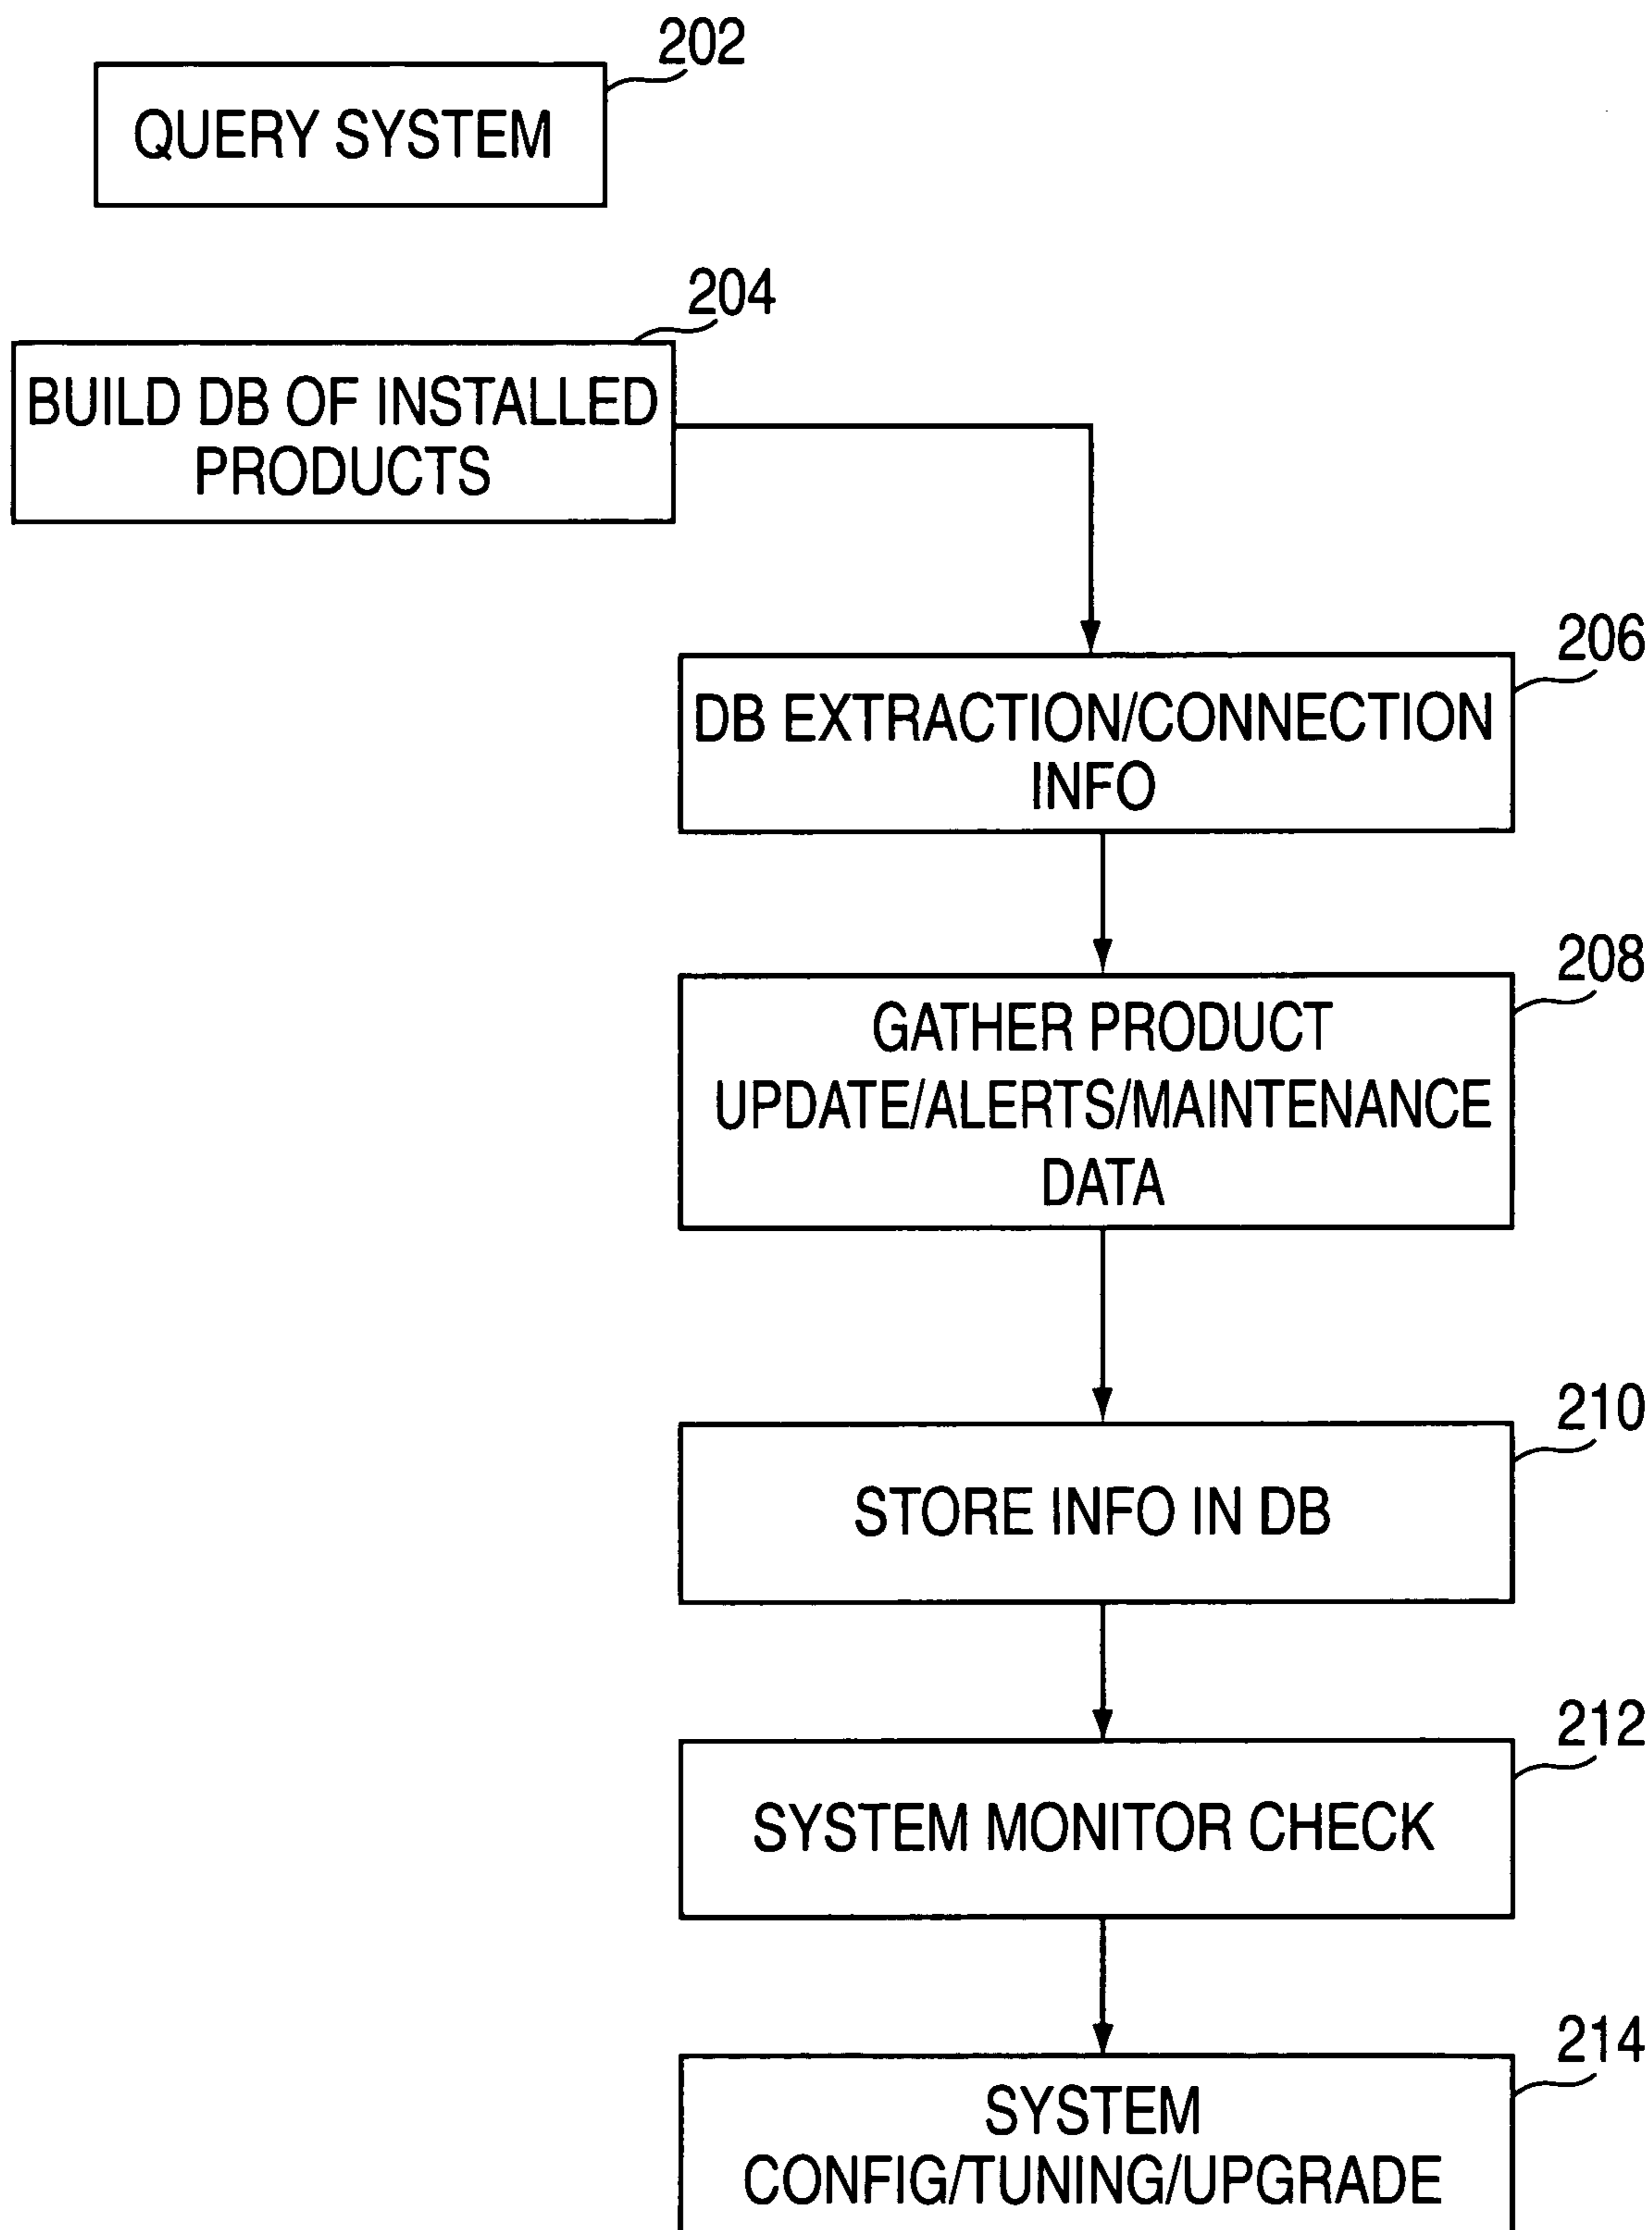 202
QUERY SYSTEM
204
BUILD DB OF INSTALLED
PRODUCTS
206
DB EXTRACTION/CONNECTION
INFO
208
GATHER PRODUCT
UPDATE/ALERTS/MAINTENANCE
DATA
210
STORE INFO IN DB
212
SYSTEM MONITOR CHECK
214
SYSTEM
CONFIG/TUNING/UPGRADE